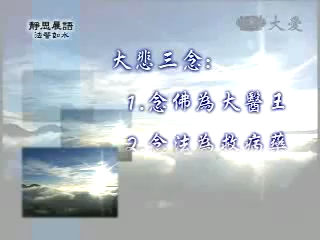 靜思晨語
法譬如水
大愛
大悲三念:
1.念佛為大醫王
2.念法為救病藥